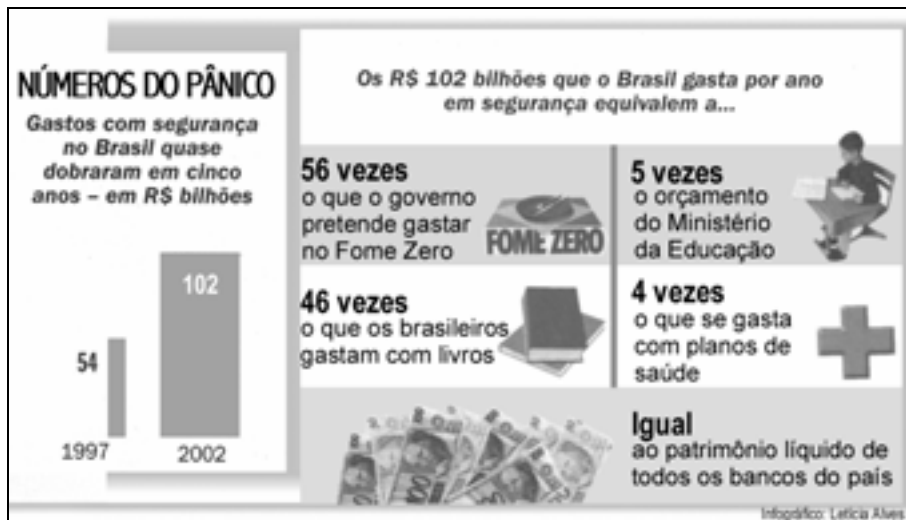 NÚMEROS DO PÂNICO
Gastos com segurança
no Brasil quase
dobraram em cinco
anos – em R$ bilhões
54
102
1997
2002
Os R$ 102 bilhões que o Brasil gasta por ano
em segurança equivalem a...
56 vezes
o que o governo
pretende gastar
no Fome Zero
FOME ZERO
5 vezes
o orçamento
do Ministério
da Educação
46 vezes
o que os brasileiros
gastam com livros
4 vezes
o que se gasta
com planos de
saúde
Igual
ao patrimônio líquido de
todos os bancos do país
Infográfico: Letícia Alves